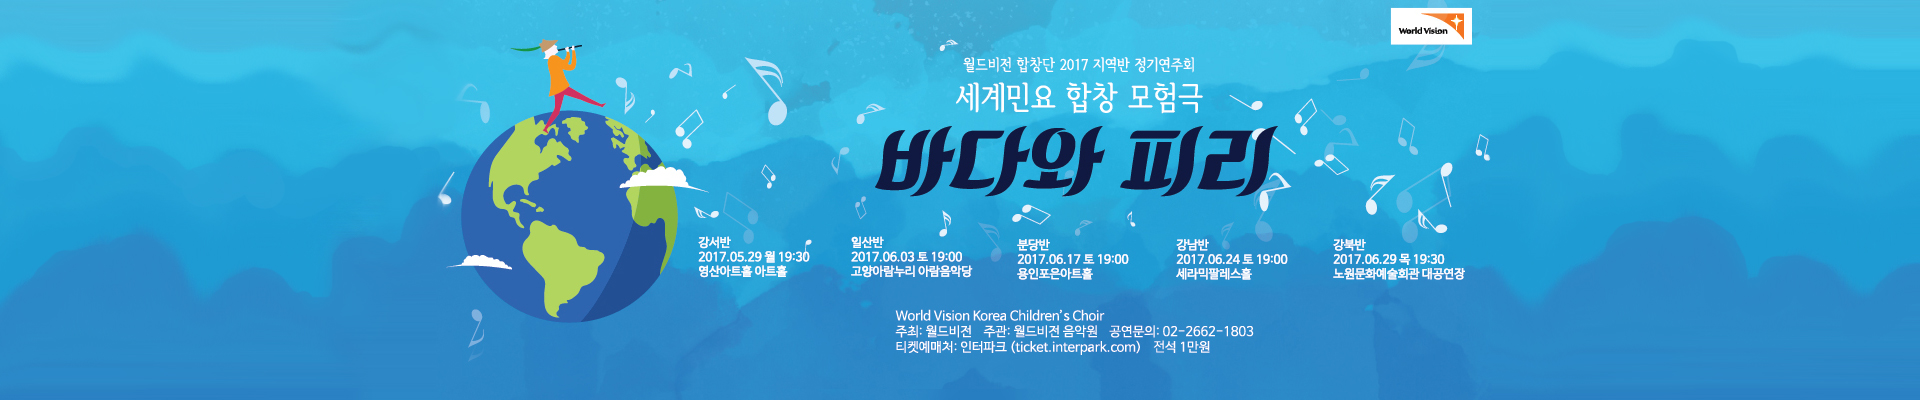 World Vision
월드비전 합창단 2017 지역반 정기연주회
세계민요 합창 모험극
바다와 피리
강서반
2017.05.29 월 19:30
영산아트홀 아트홀
일산반
2017.06.03 토 19:00
고양아람누리 아람음악당
분당반
2017.06.17 토 19:00
용인포은아트홀
강남반
2017.06.24 토 19:00
세라믹팔레스홀
강북반
2017.06.29 목 19:30
노원문화예술회관 대공연장
World Vision Korea Children's Choir
주최: 월드비전 주관: 월드비전 음악원 공연문의: 02-2662-1803
티켓예매처: 인터파크 (ticket.interpark.com) 전석 1만원